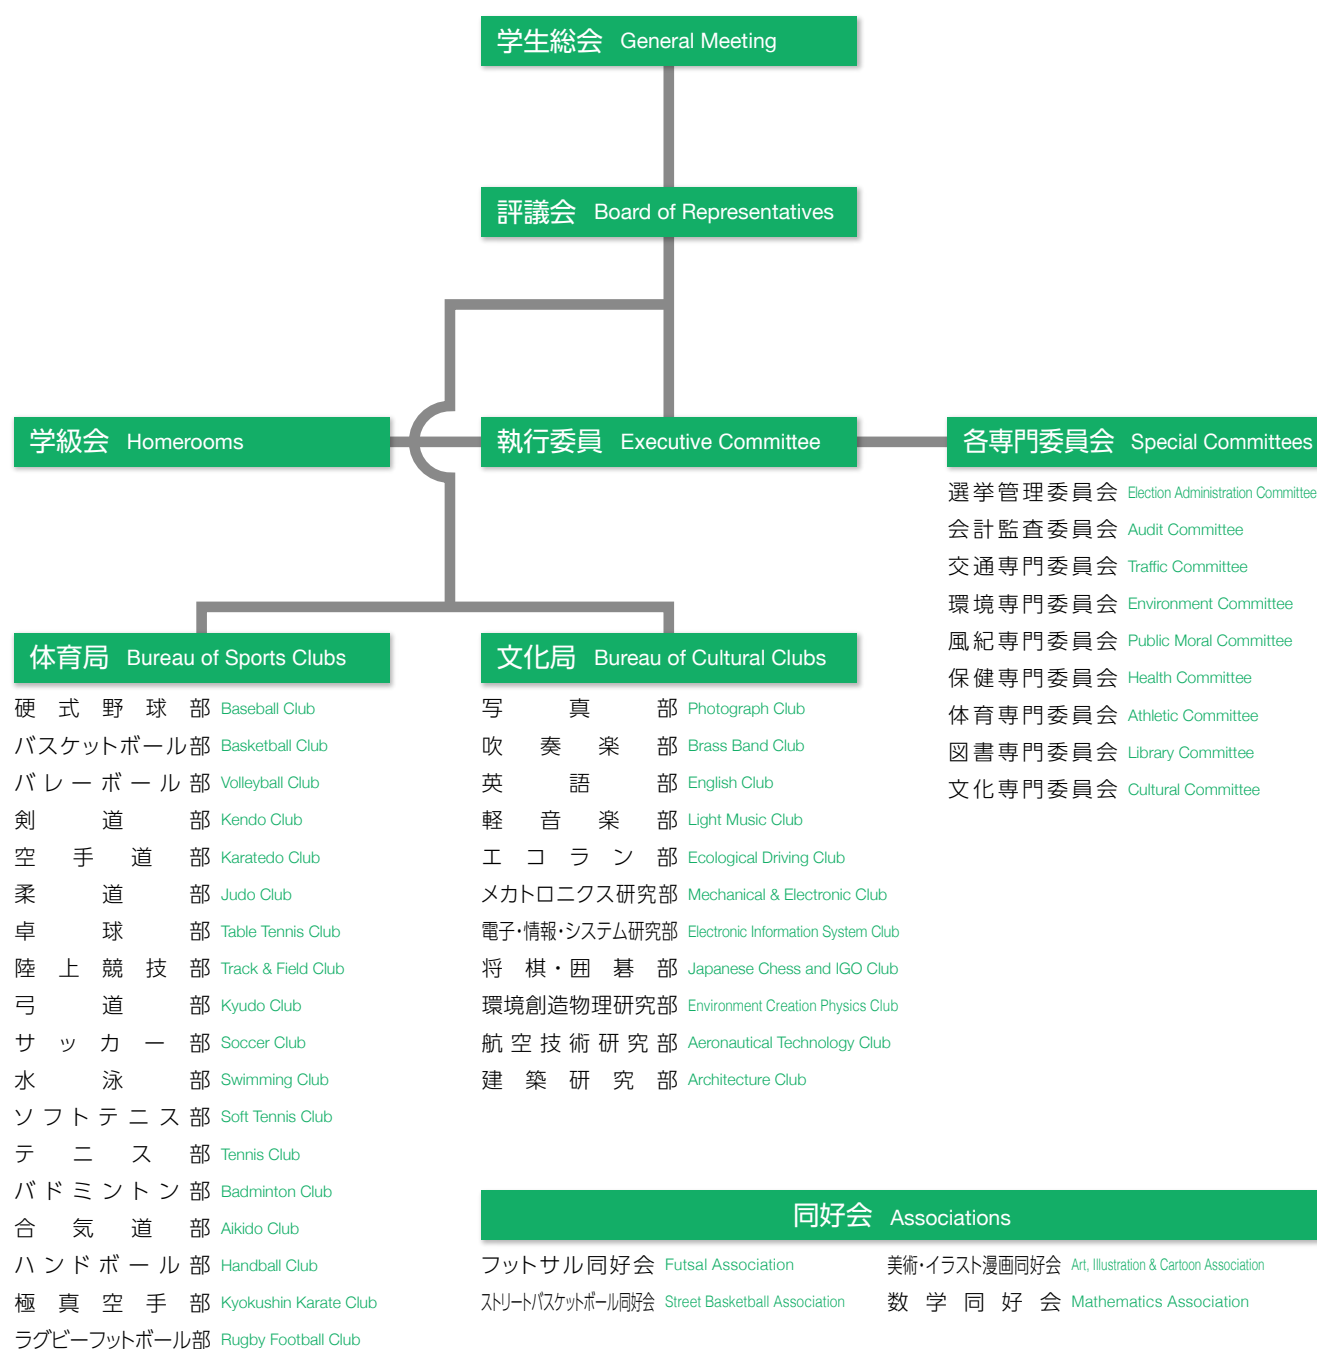 学生総会 General Meeting
評議会 Board of Representatives
学級会 Homerooms
執行委員 Executive Committee
各専門委員会 Special Committees
選挙管理委員会 Election Administration Committee
会計監査委員会 Audit Committee
交通専門委員会 Traffic Committee
環境専門委員会 Environment Committee
風紀専門委員会 Public Moral Committee
保健専門委員会 Health Committee
体育専門委員会 Athletic Committee
図書専門委員会 Library Committee
文化専門委員会 Cultural Committee
体育局 Bureau of Sports Clubs
硬式野球部 Baseball Club
バスケットボール部 Basketball Club
バレーボール部 Volleyball Club
剣道部 Kendo Club
空手道部 Karatedo Club
柔道部 Judo Club
卓球部 Table Tennis Club
陸上競技部 Track & Field Club
弓道部 Kyudo Club
サッカー部 Soccer Club
水泳部 Swimming Club
ソフトテニス部 Soft Tennis Club
テニス部 Tennis Club
バドミントン部 Badminton Club
合気道部 Aikido Club
ハンドボール部 Handball Club
極真空手部 Kyokushin Karate Club
ラグビーフットボール部 Rugby Football Club
文化局 Bureau of Cultural Clubs
写真部 Photograph Club
吹奏楽部 Brass Band Club
英語部 English Club
軽音楽部 Light Music Club
エコラン部 Ecological Driving Club
メカトロニクス研究部 Mechanical & Electronic Club
電子・情報・システム研究部 Electronic Information System Club
将棋・囲碁部 Japanese Chess and IGO Club
環境創造物理研究部 Environment Creation Physics Club
航空技術研究部 Aeronautical Technology Club
建築研究部 Architecture Club
同好会 Associations
フットサル同好会 Futsal Association
ストリートバスケットボール同好会 Street Basketball Association
美術・イラスト漫画同好会 Art, Illustration & Cartoon Association
数学同好会 Mathematics Association